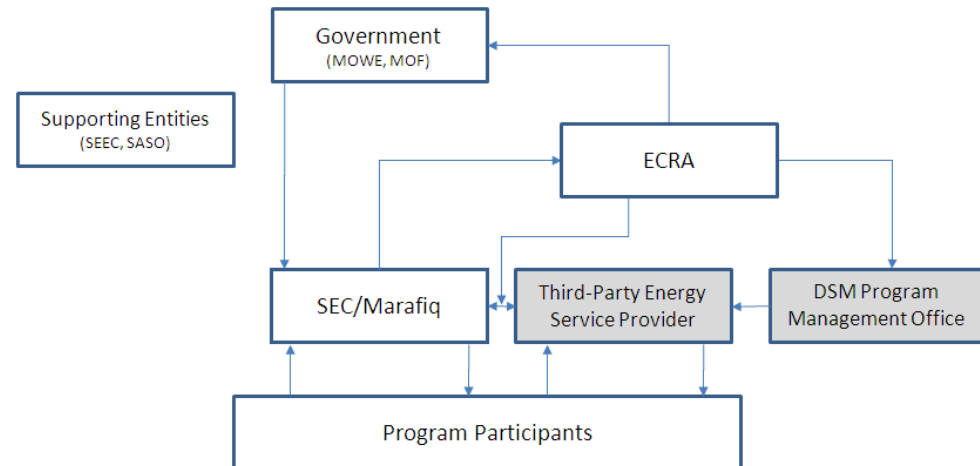 Government
(MOWE, MOF)
Supporting Entities
(SEEC, SASO)
ECRA
SEC/Marafiq
Third-Party Energy
Service Provider
DSM Program
Management Office
Program Participants